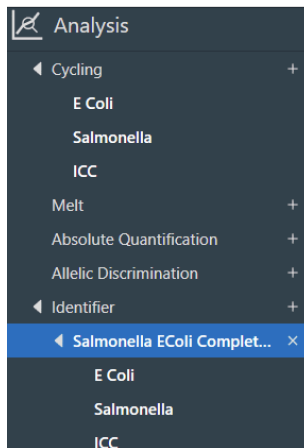 Analysis
Cycling +
E Coli
Salmonella
ICC
Melt +
Absolute Quantification +
Allelic Discrimination +
Identifier +
Salmonella EColi Complet... ×
E Coli
Salmonella
ICC